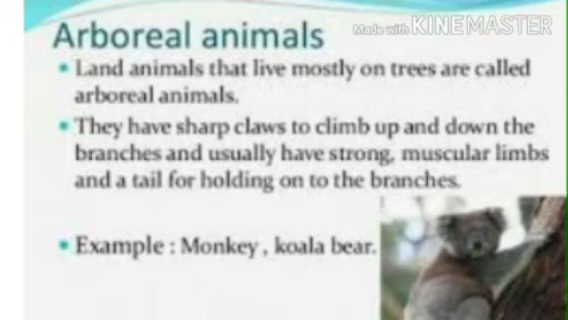 Arboreal animals
Made with KINEMASTER
• Land animals that live mostly on trees are called
arboreal animals.
• They have sharp claws to climb up and down the
branches and usually have strong, muscular limbs
and a tail for holding on to the branches.
• Example : Monkey , koala bear.